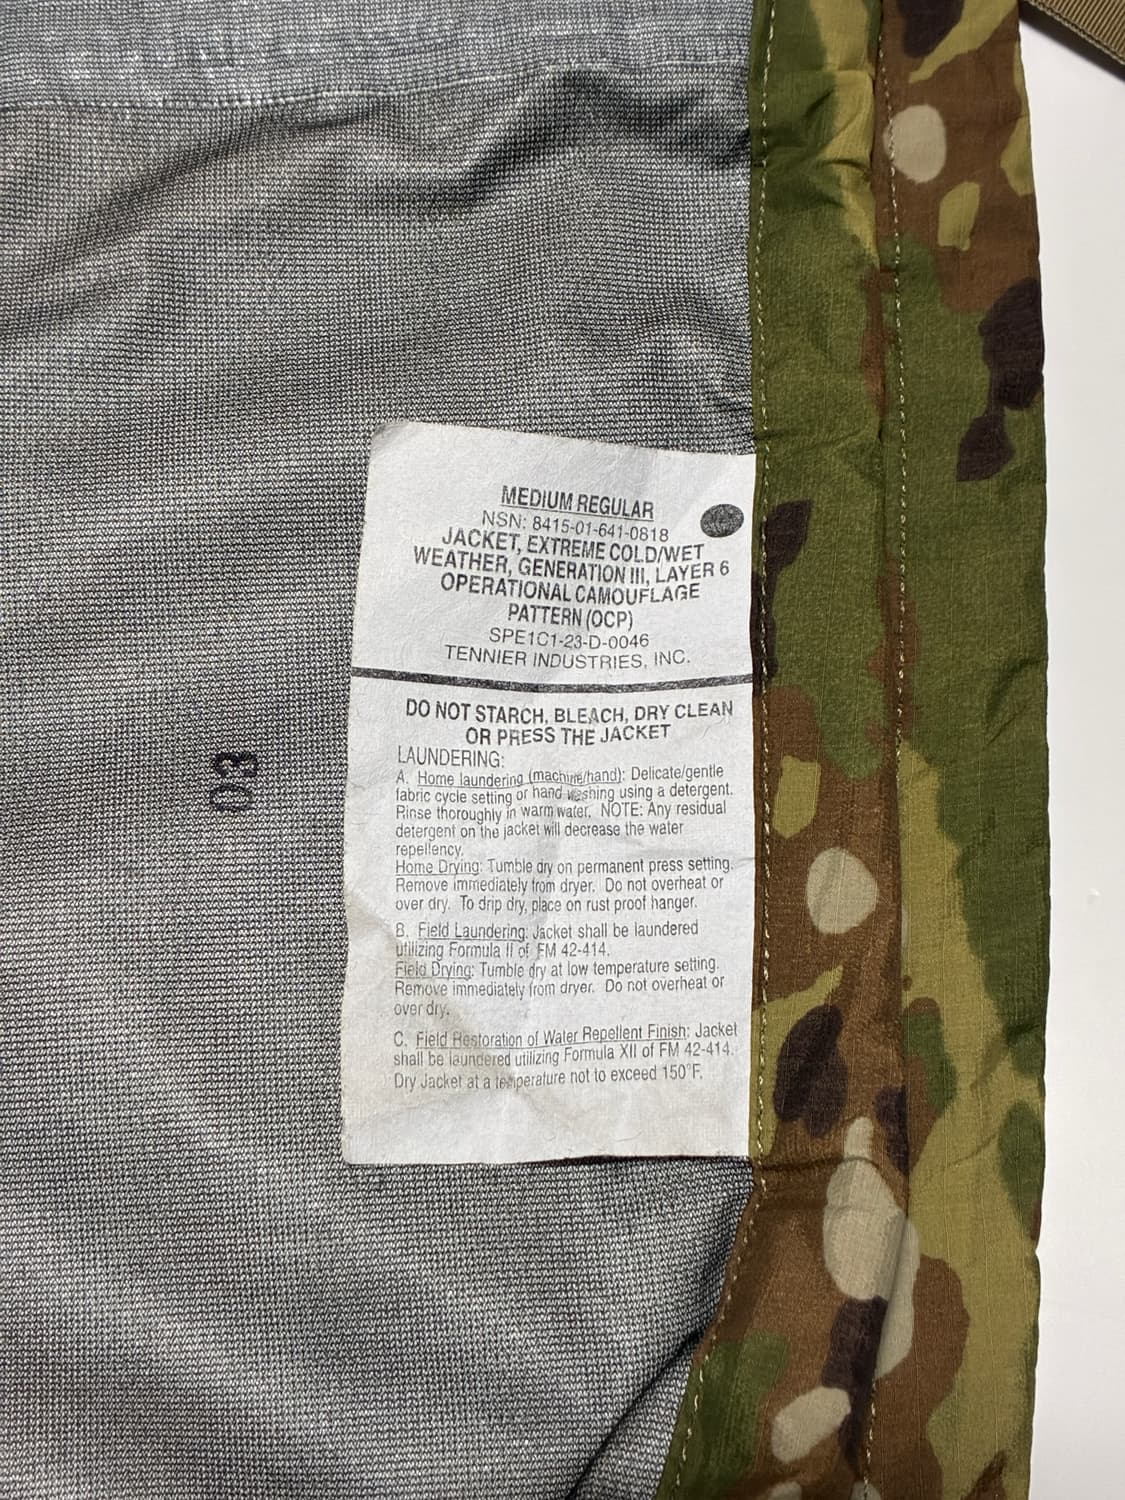 MEDIUM REGULAR
NSN: 8415-01-641-0818
JACKET, EXTREME COLD/WET
WEATHER, GENERATION III, LAYER 6
OPERATIONAL CAMOUFLAGE
PATTERN (OCP)
SPE1C1-23-D-0046
TENNIER INDUSTRIES, INC.
DO NOT STARCH, BLEACH, DRY CLEAN
OR PRESS THE JACKET
LAUNDERING:
A. Home laundering (machine/hand): Delicate/gentle
fabric cycle setting or hand washing using a detergent.
Rinse thoroughly in warm water. NOTE: Any residual
detergent on the jacket will decrease the water
repellency.
Home Drying: Tumble dry on permanent press setting.
Remove immediately from dryer. Do not overheat or
over dry. To drip dry, place on rust proof hanger.
B. Field Laundering: Jacket shall be laundered
utilizing Formula II of FM 42-414.
Field Drying: Tumble dry at low temperature setting.
Remove immediately from dryer. Do not overheat or
over dry.
C. Field Restoration of Water Repellent Finish: Jacket
shall be laundered utilizing Formula XII of FM 42-414.
Dry Jacket at a temperature not to exceed 150°F.
03